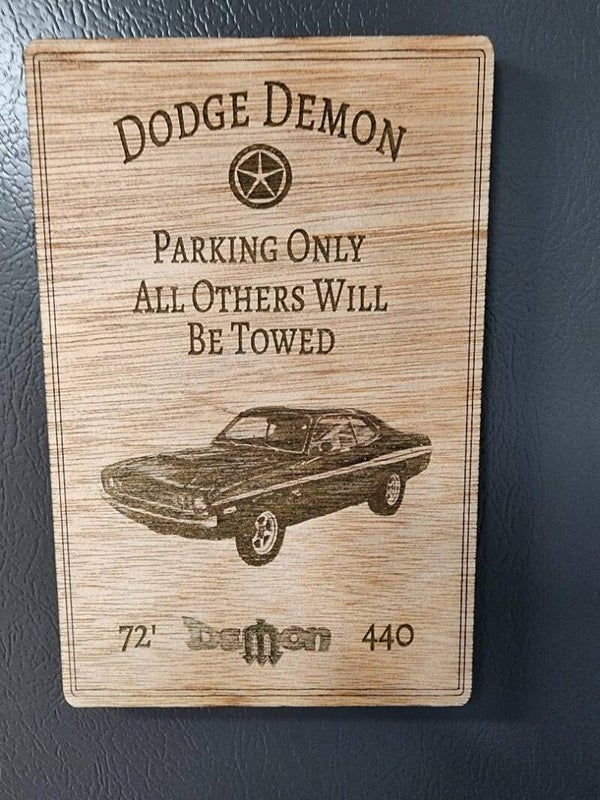 DODGE DEMON
PARKING ONLY
ALL OTHERS WILL
BE TOWED
72' Demon 440